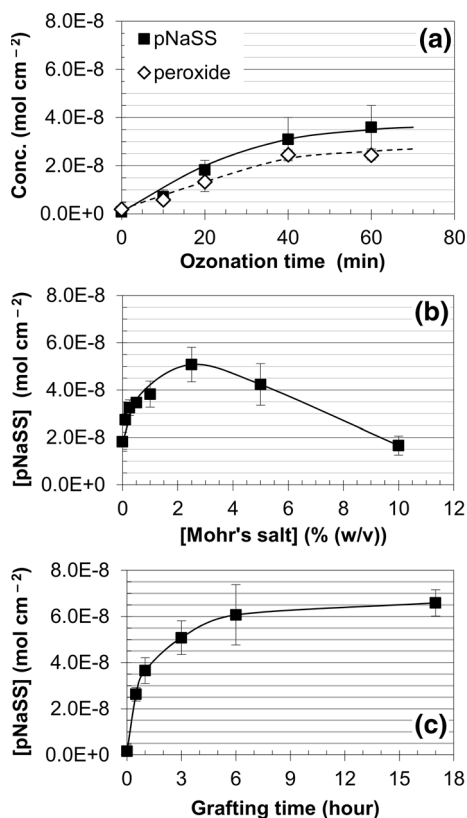 8.0E-8
(a)
pNaSS
6.0E-8
peroxide
4.0E-8
2.0E-8
0.0E+0
Conc. (mol cm⁻²)
0 20 40 60 80
Ozonation time (min)
8.0E-8
(b)
6.0E-8
4.0E-8
2.0E-8
0.0E+0
[pNaSS] (mol cm⁻²)
0 2 4 6 8 10 12
[Mohr's salt] (% (w/v))
8.0E-8
6.0E-8
4.0E-8
2.0E-8
(c)
0.0E+0
[pNaSS] (mol cm⁻²)
0 3 6 9 12 15 18
Grafting time (hour)